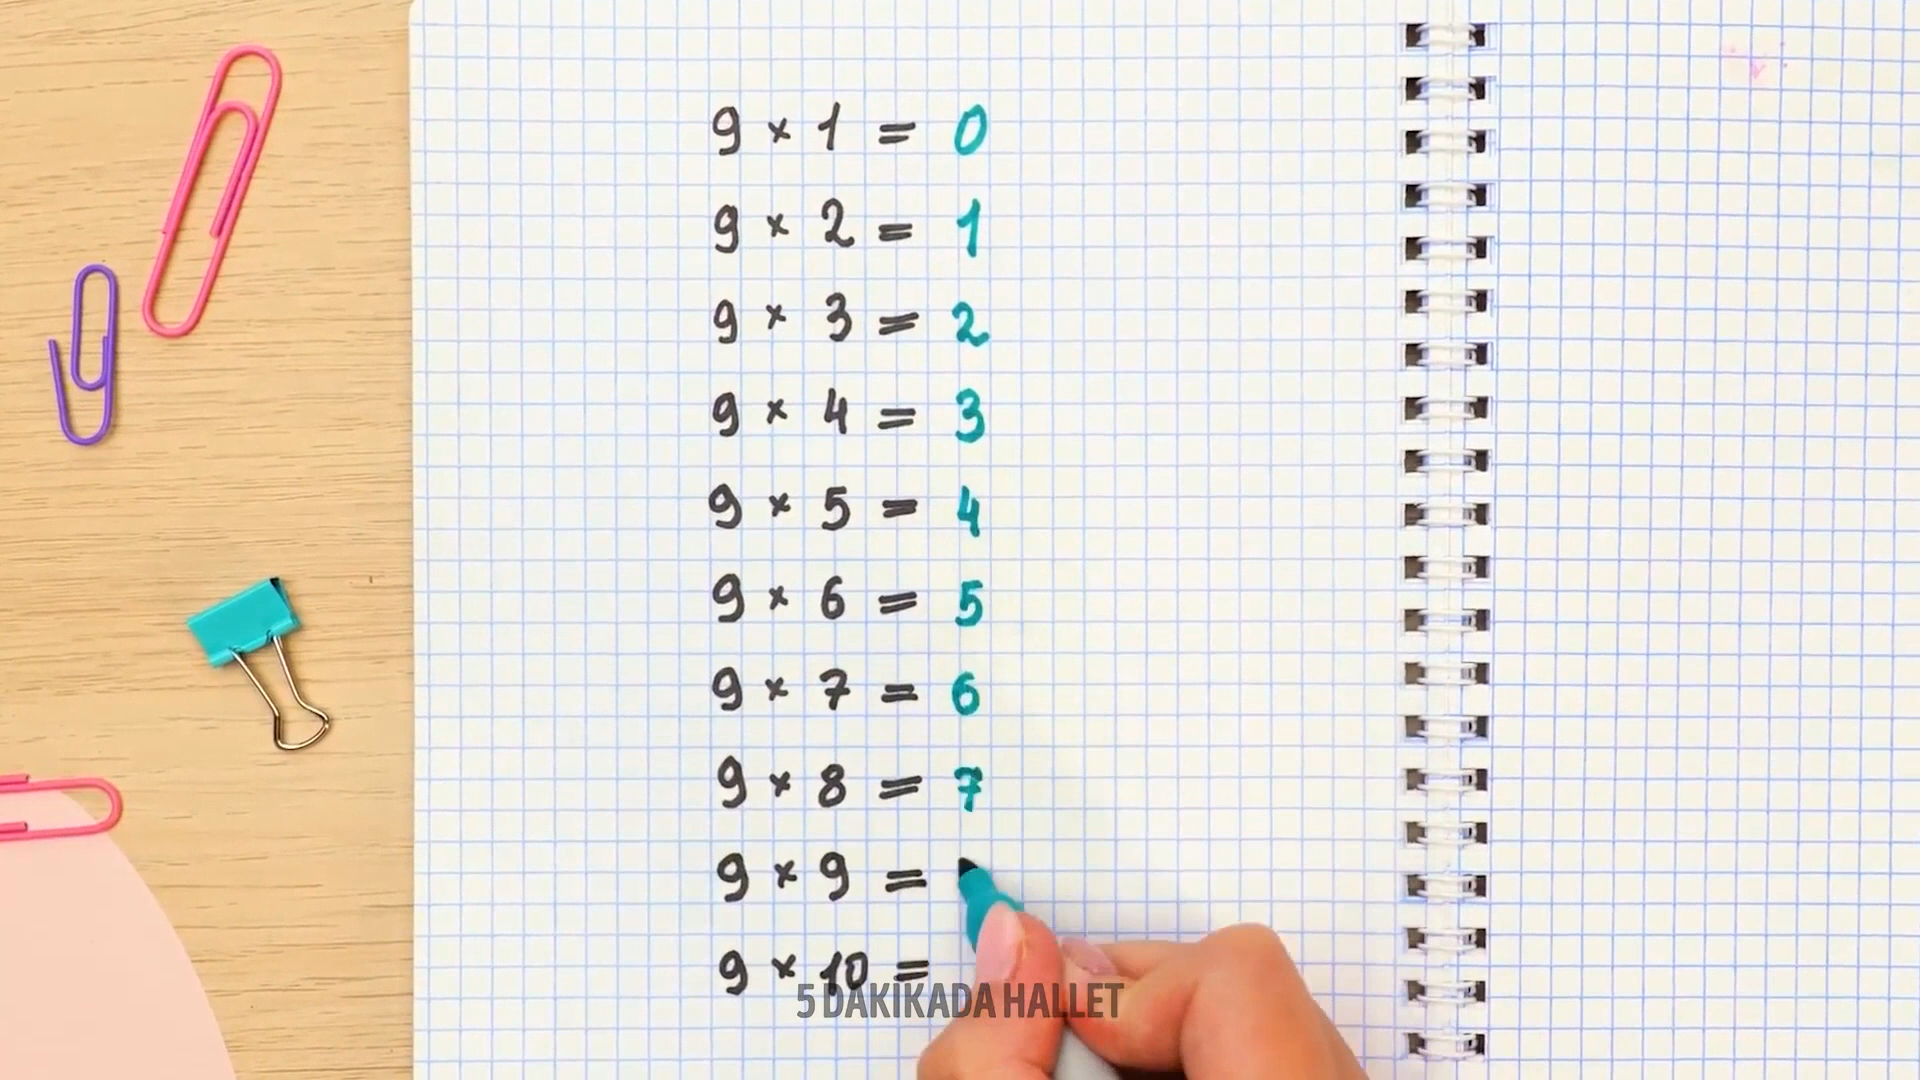 9 × 1 = 0
9 × 2 = 1
9 × 3 = 2
9 × 4 = 3
9 × 5 = 4
9 × 6 = 5
9 × 7 = 6
9 × 8 = 7
9 × 9 =
9 × 10 =
5 DAKİKADA HALLET